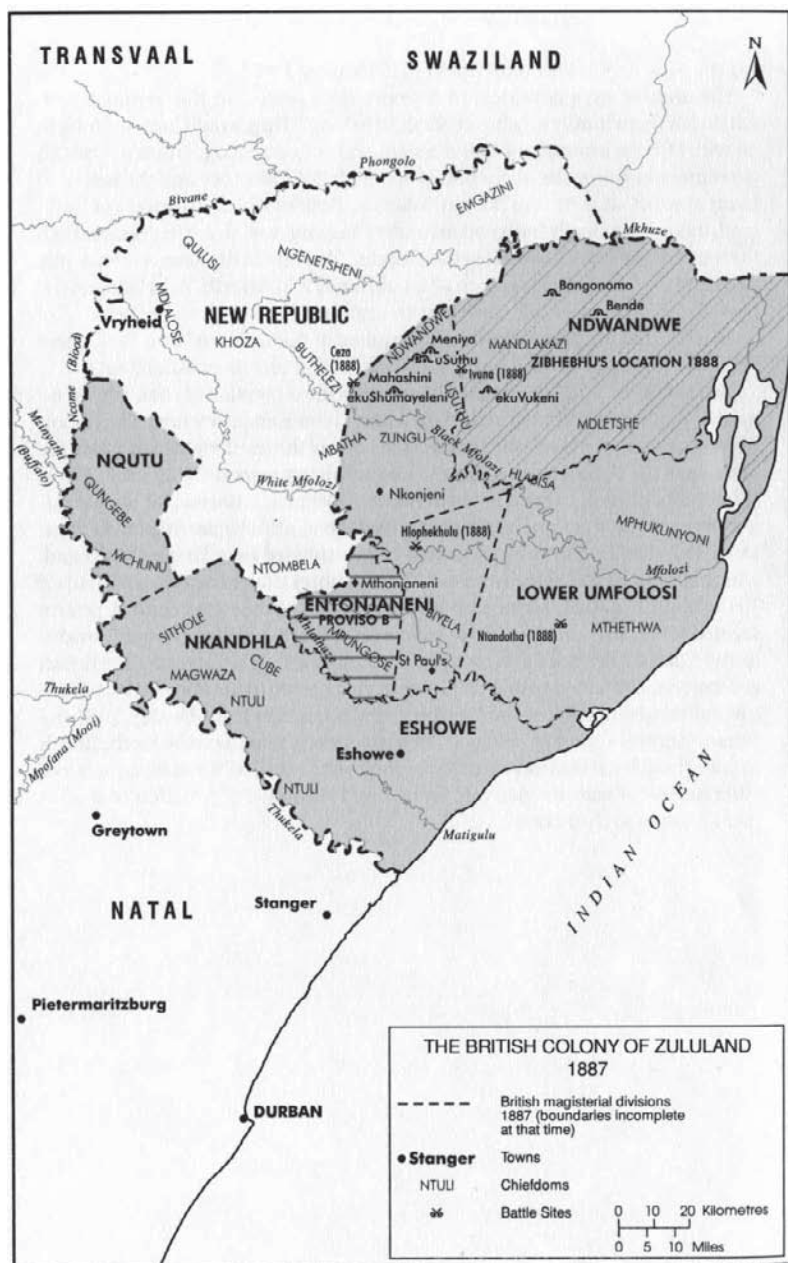 TRANSVAAL
SWAZILAND
N
Phongolo
Bivane
EMGAZINI
Mkhuze
QULUSI
NGENETSHENI
MDLALOSE
Vryheid
NEW REPUBLIC
KHOZA
BUTHELEZI
NDWANDWE
Bongonomo
Bende
NDWANDWE
Meniya
MANDLAKAZI
ZIBHEBHU'S LOCATION 1888
Ceza
(1888)
uSuthu
Ivuna (1888)
Mahashini
ekuShumayeleni
USUTHU
ekuVukeni
Ncome (Blood)
Mzinyathi
(Buffalo)
MBATHA
ZUNGU
Black Mfolozi
MDLETSHE
HLABISA
NQUTU
White Mfolozi
Nkonjeni
QUNGEBE
Hlophekhulu (1888)
MPHUKLINYONI
Mfolozi
MCHUNU
NTOMBELA
Mthonjaneni
LOWER UMFOLOSI
ENTONJANENI
PROVISO B
BIYELA
Ntandotha (1888)
MTHETHWA
SITHOLE
NKANDHLA
Mhlathuze
MPUNGOSE
CUBE
MAGWAZA
St Paul's
NTULI
Thukela
ESHOWE
Mpofana (Mooi)
Eshowe
NTULI
Thukela
Matigulu
Greytown
INDIAN OCEAN
NATAL
Stanger
Pietermaritzburg
DURBAN
THE BRITISH COLONY OF ZULULAND
1887
British magisterial divisions
1887 (boundaries incomplete
at that time)
Stanger Towns
NTULI Chiefdoms
Battle Sites
0 10 20 Kilometres
0 5 10 Miles